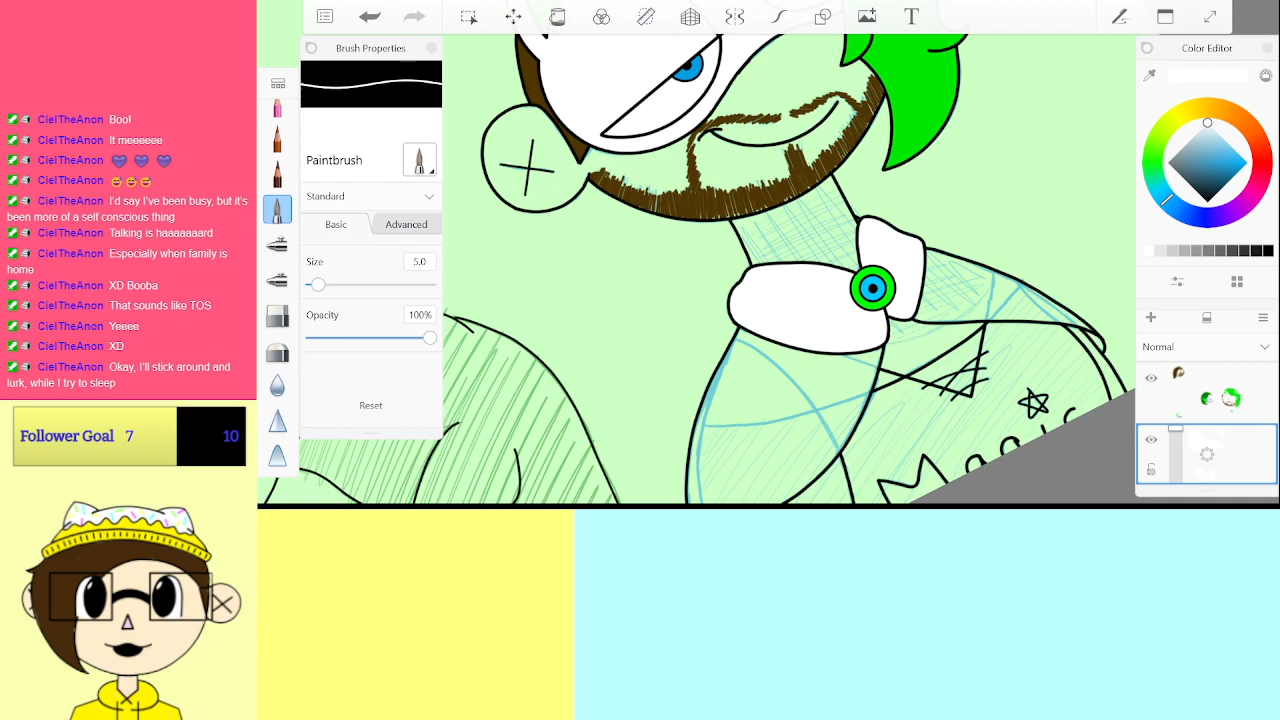 CielTheAnon Boo!
CielTheAnon It meeeeee
CielTheAnon
CielTheAnon
CielTheAnon I'd say I've been busy, but it's
been more of a self conscious thing
CielTheAnon Talking is haaaaaaard
CielTheAnon Especially when family is
home
CielTheAnon XD Booba
CielTheAnon That sounds like TOS
CielTheAnon Yeeee
CielTheAnon XD
CielTheAnon Okay, I'll stick around and
lurk, while I try to sleep
Follower Goal 7 10
T
Brush Properties
Paintbrush
Standard
Basic Advanced
Size 5.0
Opacity 100%
Reset
Color Editor
Normal